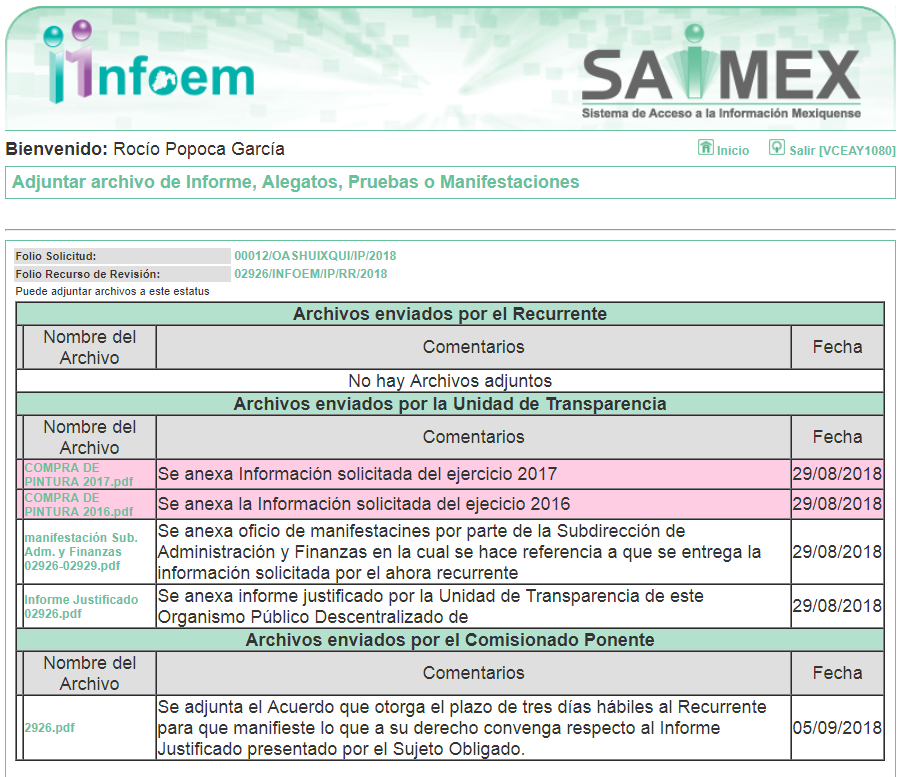 infoem
SAIMEX
Sistema de Acceso a la Información Mexiquense
Bienvenido: Rocío Popoca García
Inicio
Salir [VCEAY1080]
Adjuntar archivo de Informe, Alegatos, Pruebas o Manifestaciones
Folio Solicitud: 00012/OASHUIXQUI/IP/2018
Folio Recurso de Revisión: 02926/INFOEM/IP/RR/2018
Puede adjuntar archivos a este estatus
Archivos enviados por el Recurrente
Nombre del
Archivo
Comentarios
Fecha
No hay Archivos adjuntos
Archivos enviados por la Unidad de Transparencia
Nombre del
Archivo
Comentarios
Fecha
COMPRA DE
PINTURA 2017.pdf
Se anexa Información solicitada del ejercicio 2017
29/08/2018
COMPRA DE
PINTURA 2016.pdf
Se anexa la Información solicitada del ejecicio 2016
29/08/2018
manifestación Sub.
Adm. y Finanzas
02926-02929.pdf
Se anexa oficio de manifestacines por parte de la Subdirección de
Administración y Finanzas en la cual se hace referencia a que se entrega la
información solicitada por el ahora recurrente
29/08/2018
Informe Justificado
02926.pdf
Se anexa informe justificado por la Unidad de Transparencia de este
Organismo Público Descentralizado de
29/08/2018
Archivos enviados por el Comisionado Ponente
Nombre del
Archivo
Comentarios
Fecha
2926.pdf
Se adjunta el Acuerdo que otorga el plazo de tres días hábiles al Recurrente
para que manifieste lo que a su derecho convenga respecto al Informe
Justificado presentado por el Sujeto Obligado.
05/09/2018